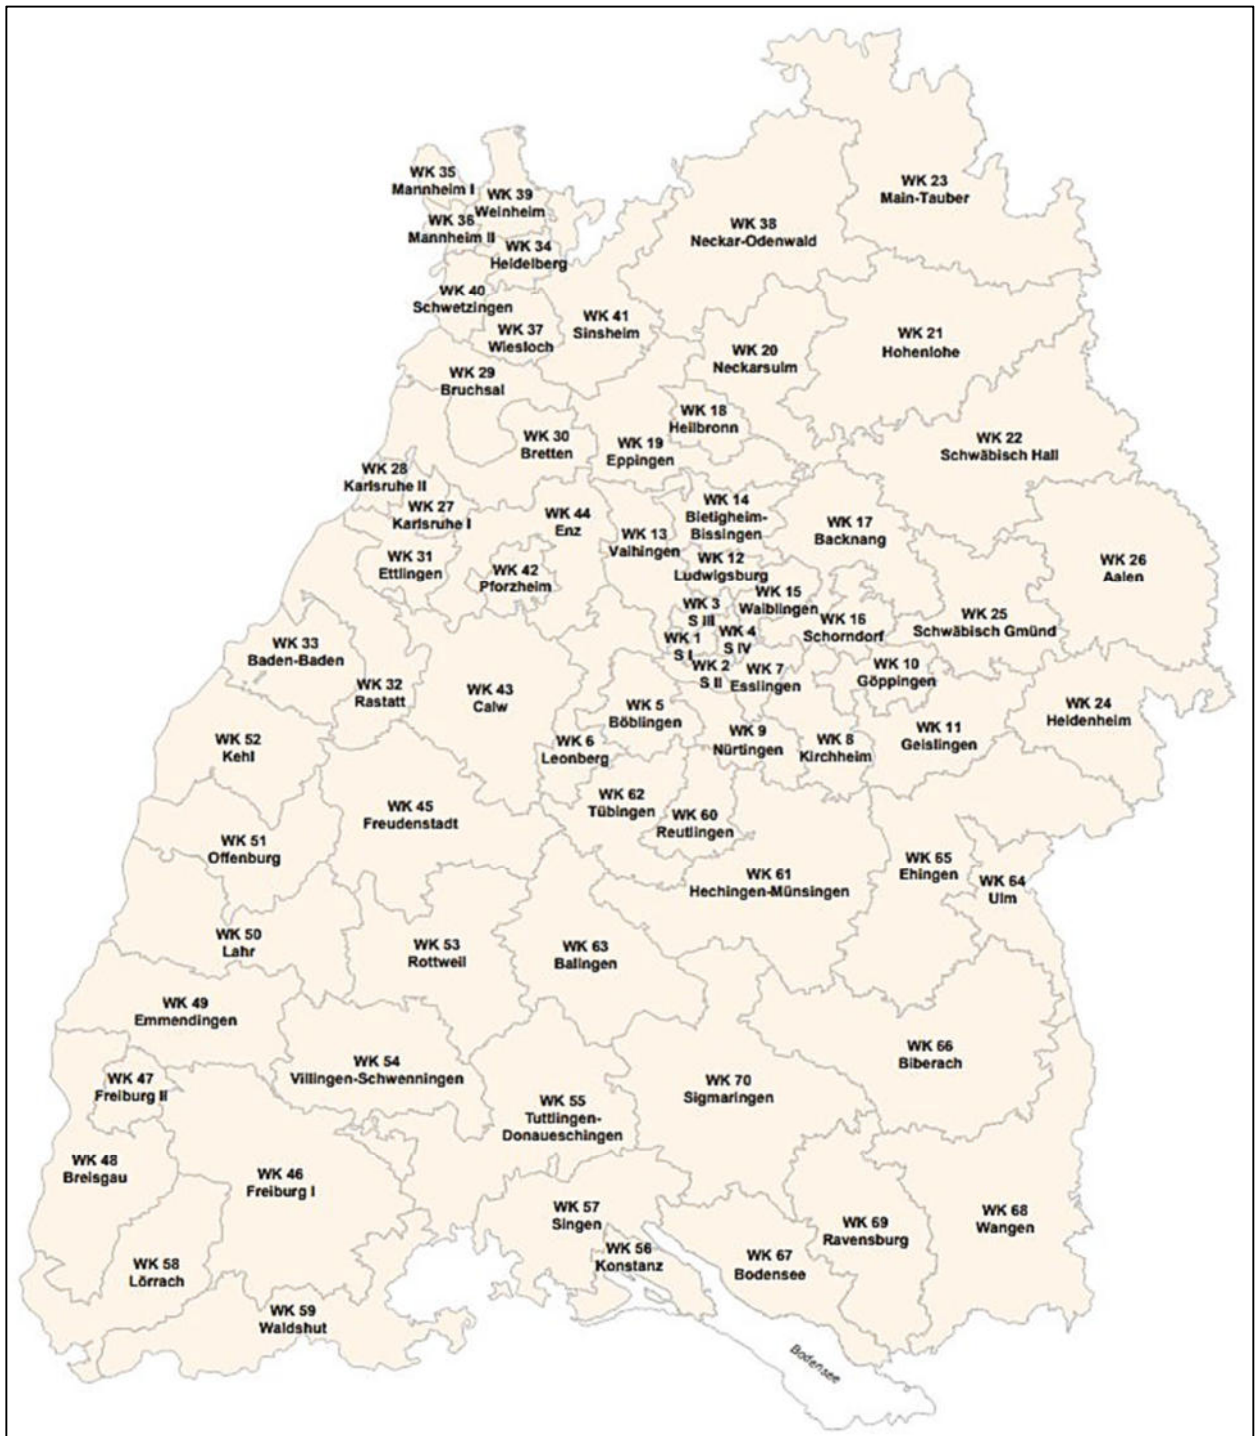 WK 35
Mannheim I
WK 39
Weinheim
WK 36
Mannheim II
WK 34
Heidelberg
WK 23
Main-Tauber
WK 38
Neckar-Odenwald
WK 40
Schwetzingen
WK 37
Wiesloch
WK 41
Sinsheim
WK 20
Neckarsulm
WK 21
Hohenlohe
WK 29
Bruchsal
WK 18
Heilbronn
WK 30
Bretten
WK 19
Eppingen
WK 22
Schwäbisch Hall
WK 28
Karlsruhe II
WK 27
Karlsruhe I
WK 44
Enz
WK 13
Vaihingen
WK 14
Bietigheim-
Bissingen
WK 17
Backnang
WK 31
Ettlingen
WK 42
Pforzheim
WK 12
Ludwigsburg
WK 26
Aalen
WK 15
Waiblingen
WK 3
S III
WK 16
Schorndorf
WK 25
Schwäbisch Gmünd
WK 1
S I
WK 4
S IV
WK 33
Baden-Baden
WK 2
S II
WK 7
Esslingen
WK 10
Göppingen
WK 32
Rastatt
WK 43
Calw
WK 5
Böblingen
WK 24
Heidenheim
WK 52
Kehl
WK 6
Leonberg
WK 9
Nürtingen
WK 8
Kirchheim
WK 11
Geislingen
WK 45
Freudenstadt
WK 62
Tübingen
WK 60
Reutlingen
WK 51
Offenburg
WK 61
Hechingen-Münsingen
WK 65
Ehingen
WK 64
Ulm
WK 50
Lahr
WK 53
Rottweil
WK 63
Balingen
WK 49
Emmendingen
WK 54
Villingen-Schwenningen
WK 66
Biberach
WK 47
Freiburg II
WK 70
Sigmaringen
WK 55
Tuttlingen-
Donaueschingen
WK 48
Breisgau
WK 46
Freiburg I
WK 57
Singen
WK 69
Ravensburg
WK 68
Wangen
WK 58
Lörrach
WK 56
Konstanz
WK 67
Bodensee
WK 59
Waldshut
Bodensee